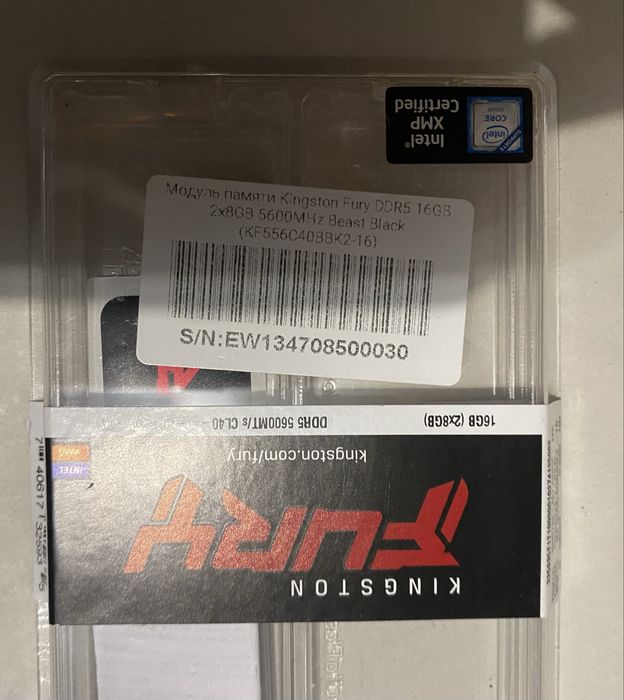 Intel®
XMP
Certified
intel
CORE
Модуль памяти Kingston Fury DDR5 16GB
2x8GB 5600MHz Beast Black
(KF556C40BBK2-16)
S/N:EW134708500030
16GB (2x8GB)
DDR5 5600MT/s CL40
kingston.com/fury
INTEL
FURY
KINGSTON